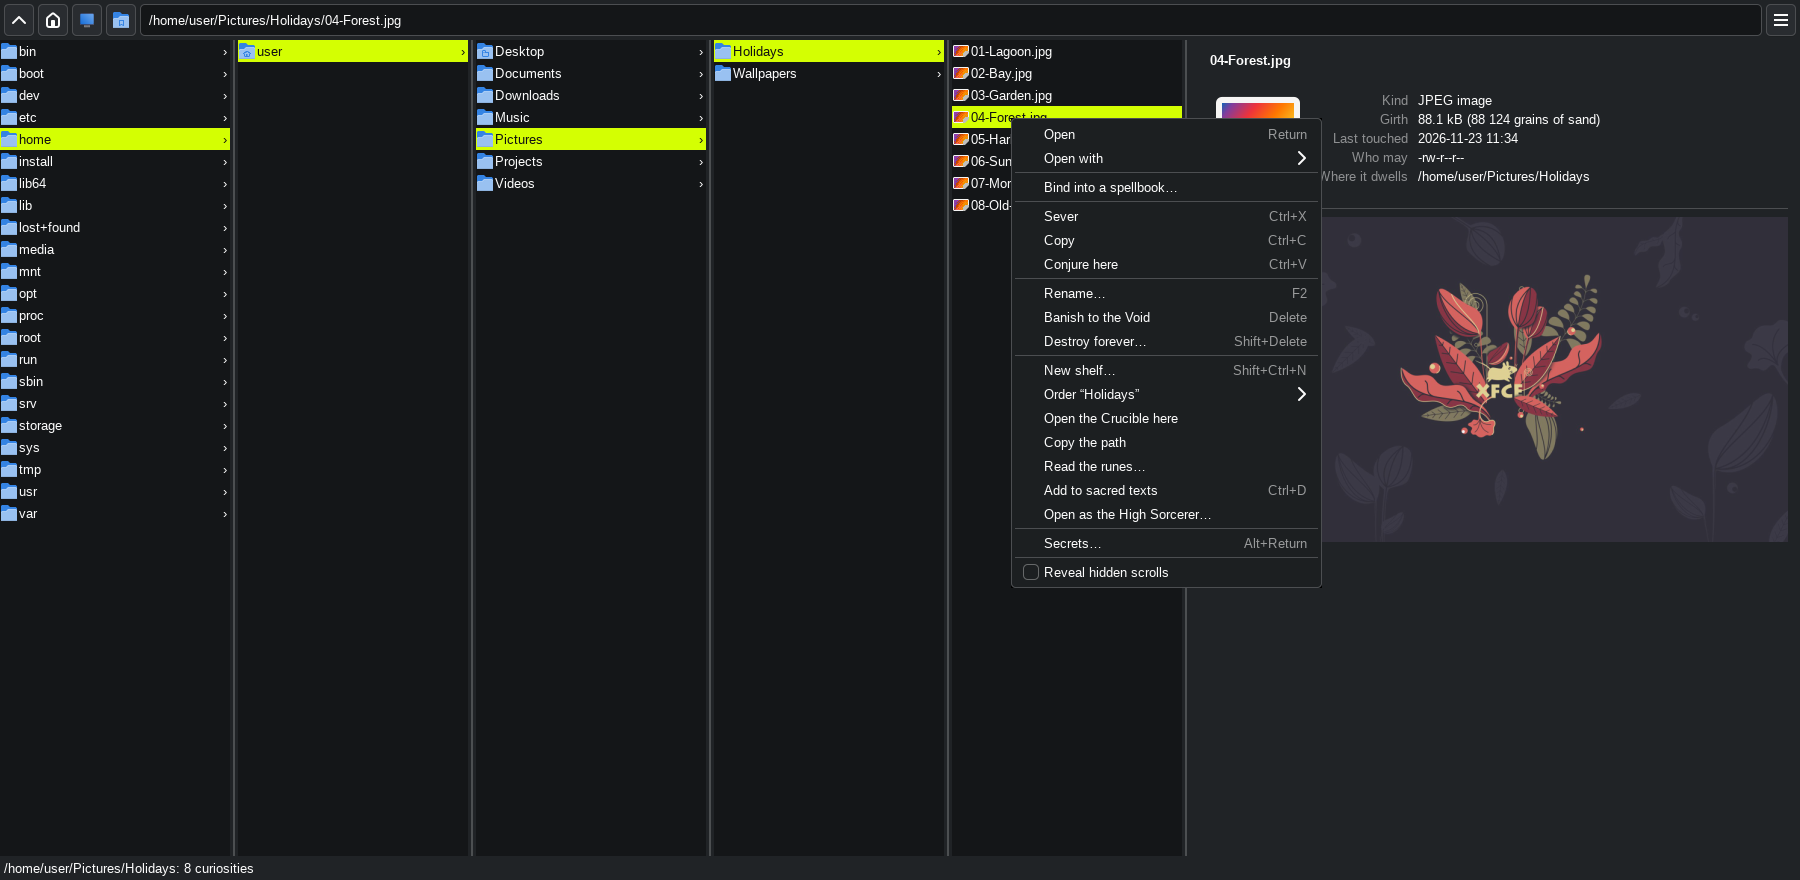 /home/user/Pictures/Holidays/04-Forest.jpg
bin
boot
dev
etc
home
install
lib64
lib
lost+found
media
mnt
opt
proc
root
run
sbin
srv
storage
sys
tmp
usr
var
user
Desktop
Documents
Downloads
Music
Pictures
Projects
Videos
Holidays
Wallpapers
01-Lagoon.jpg
02-Bay.jpg
03-Garden.jpg
04-Forest.jpg
05-Har
06-Sun
07-Mor
08-Old-
Open Return
Open with
Bind into a spellbook…
Sever Ctrl+X
Copy Ctrl+C
Conjure here Ctrl+V
Rename… F2
Banish to the Void Delete
Destroy forever… Shift+Delete
New shelf… Shift+Ctrl+N
Order “Holidays”
Open the Crucible here
Copy the path
Read the runes…
Add to sacred texts Ctrl+D
Open as the High Sorcerer…
Secrets… Alt+Return
Reveal hidden scrolls
04-Forest.jpg
Kind JPEG image
Girth 88.1 kB (88 124 grains of sand)
Last touched 2026-11-23 11:34
Who may -rw-r--r--
Where it dwells /home/user/Pictures/Holidays
XFCE
/home/user/Pictures/Holidays: 8 curiosities